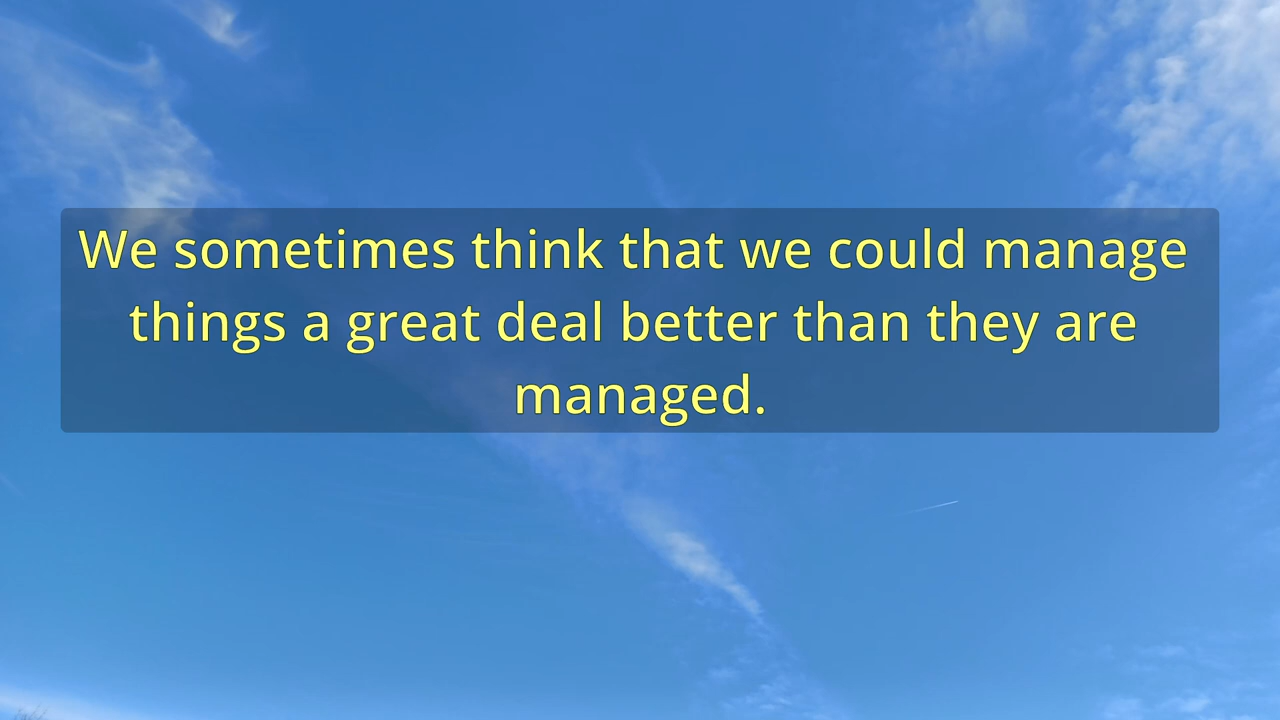 We sometimes think that we could manage
things a great deal better than they are
managed.